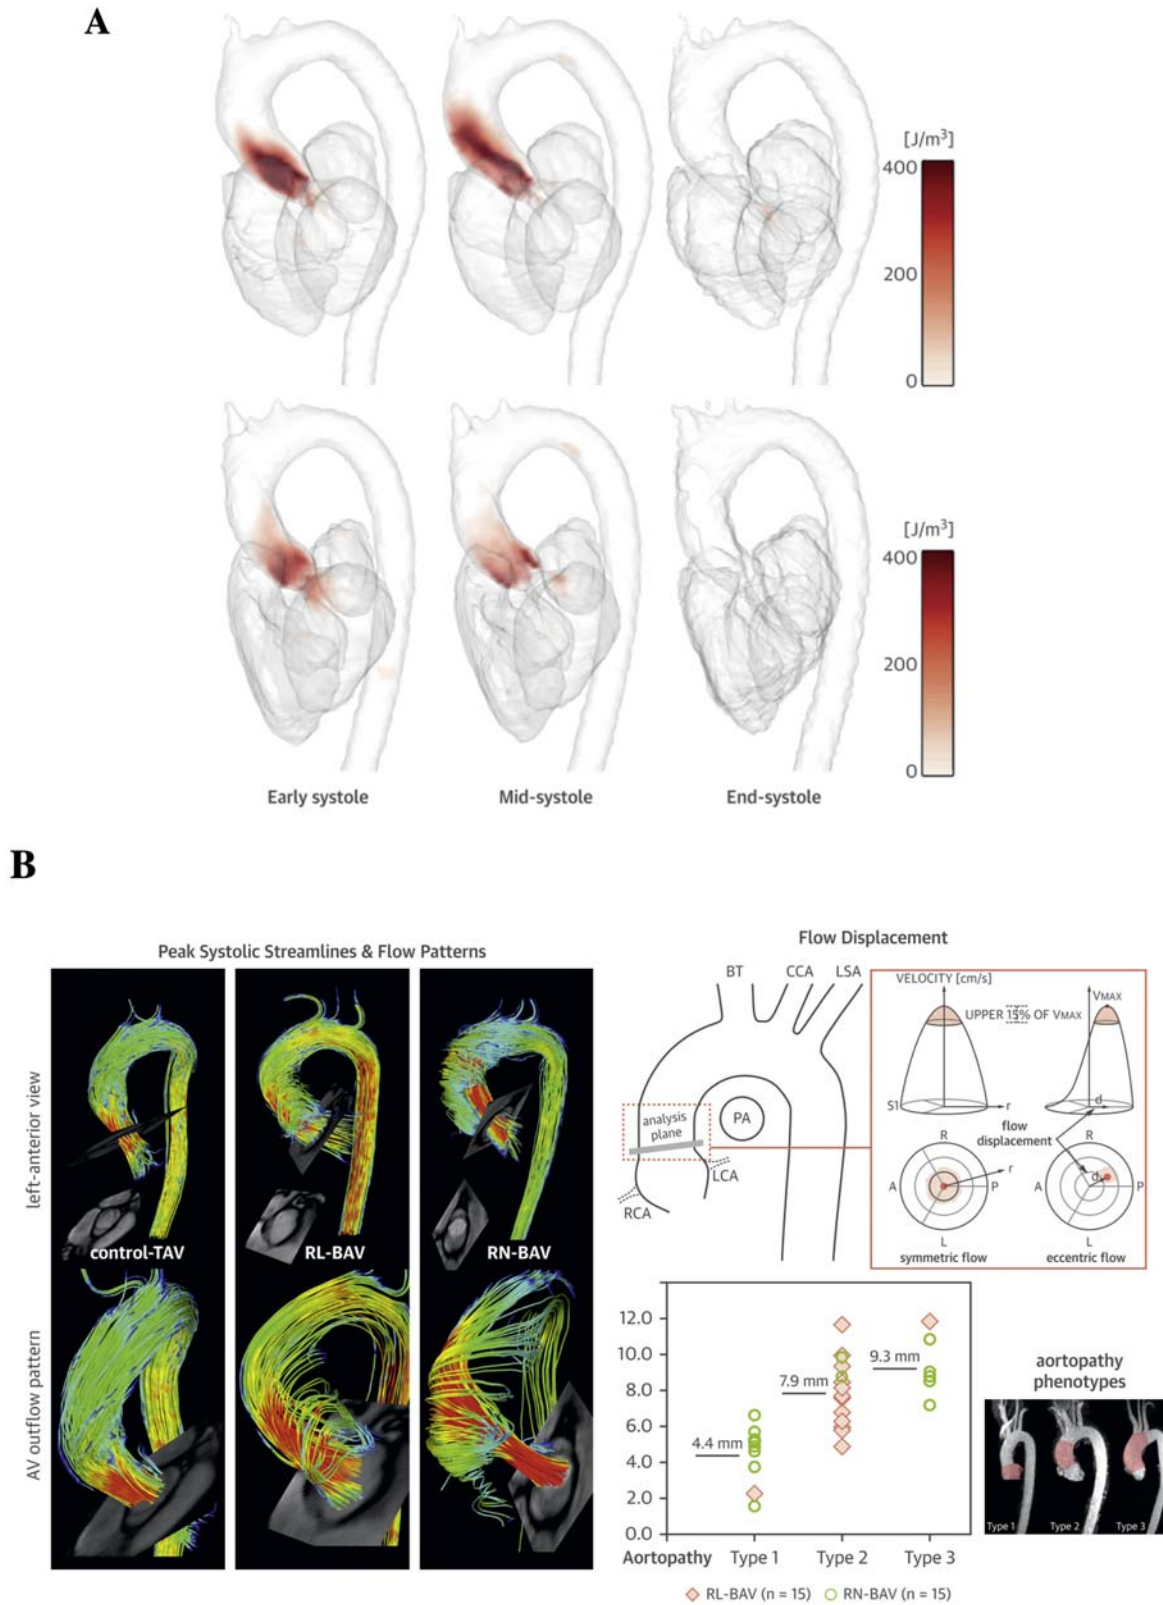 A
[J/m³]
400
200
0
[J/m³]
400
200
0
Early systole
Mid-systole
End-systole
B
Peak Systolic Streamlines & Flow Patterns
left-anterior view
control-TAV
RL-BAV
RN-BAV
AV outflow pattern
Flow Displacement
BT
CCA
LSA
analysis
plane
PA
LCA
RCA
VELOCITY [cm/s]
VMAX
UPPER 15% OF VMAX
S1
r
d
flow
displacement
R
R
r
A
P
A
d
P
L
L
symmetric flow
eccentric flow
12.0
10.0
8.0
6.0
4.0
2.0
0.0
4.4 mm
7.9 mm
9.3 mm
Aortopathy
Type 1
Type 2
Type 3
RL-BAV (n = 15)
RN-BAV (n = 15)
aortopathy
phenotypes
Type 1
Type 2
Type 3